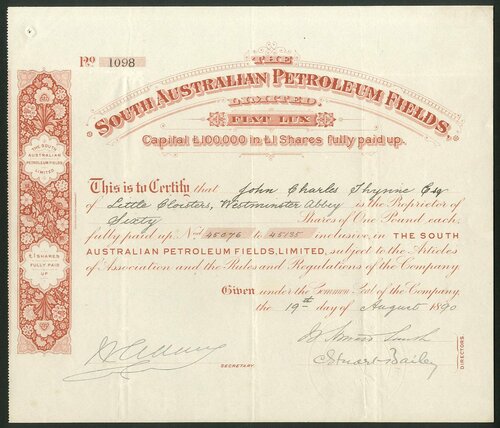 No 1098
THE
SOUTH AUSTRALIAN PETROLEUM FIELDS,
LIMITED.
FIAT LUX
Capital £100,000 in £1 Shares fully paid up.
THE SOUTH
AUSTRALIAN
PETROLEUM FIELDS,
LIMITED
£1 SHARES
FULLY PAID
UP
This is to Certify that John Charles Thynne Esq
of Little Cloisters, Westminster Abbey is the Proprietor of
Sixty Shares of One Pound each,
fully paid up Nos 45076 to 45135 inclusive, in THE SOUTH
AUSTRALIAN PETROLEUM FIELDS, LIMITED, subject to the Articles
of Association and the Rules and Regulations of the Company.
Given under the Common Seal of the Company,
the 19th day of August 1890
Stuart Bailey
SECRETARY
DIRECTORS